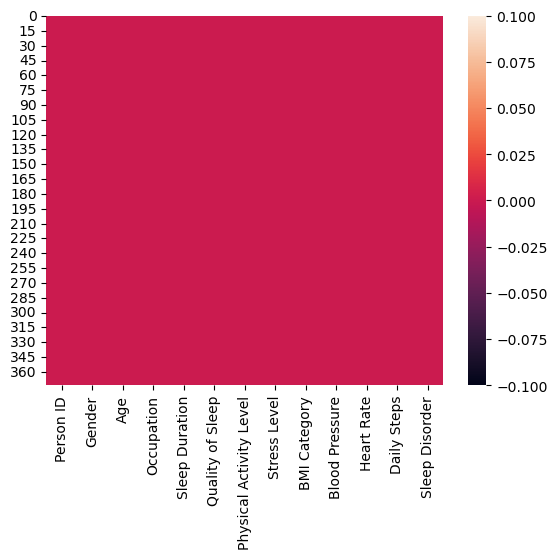 0
15
30
45
60
75
90
105
120
135
150
165
180
195
210
225
240
255
270
285
300
315
330
345
360
Person ID
Gender
Age
Occupation
Sleep Duration
Quality of Sleep
Physical Activity Level
Stress Level
BMI Category
Blood Pressure
Heart Rate
Daily Steps
Sleep Disorder
0.100
0.075
0.050
0.025
0.000
−0.025
−0.050
−0.075
−0.100